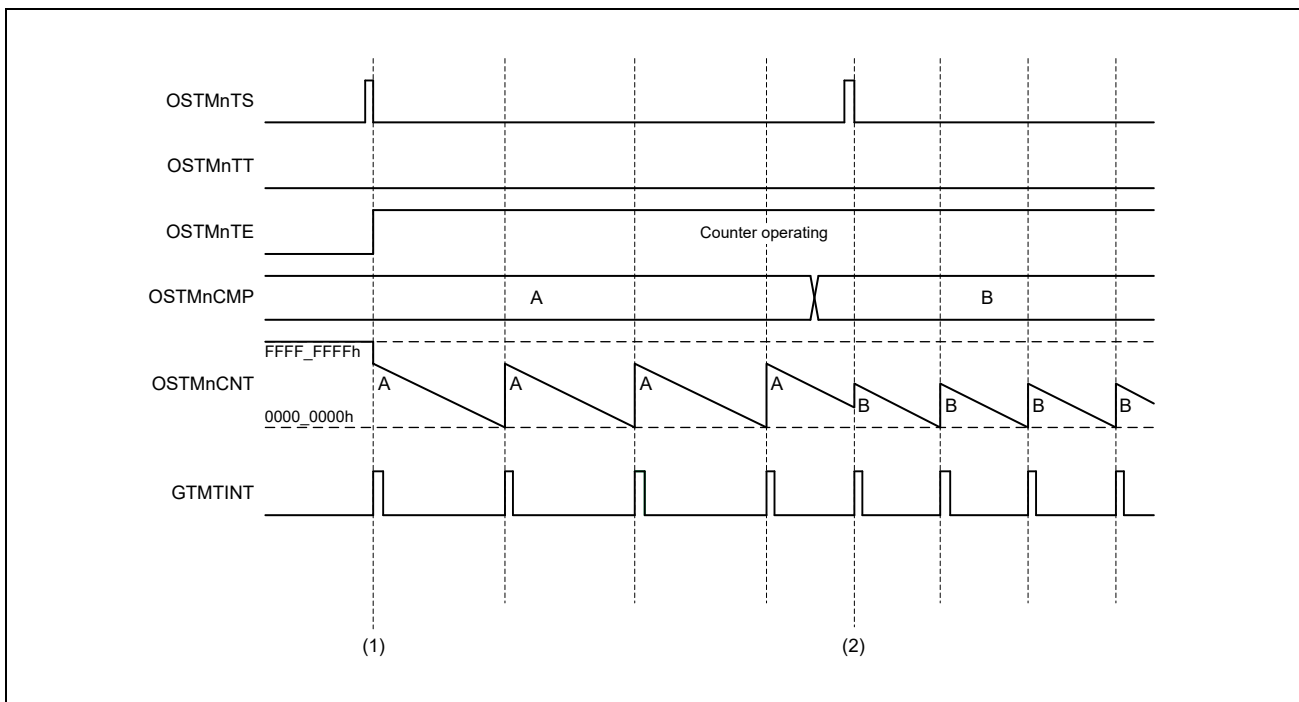 OSTMnTS
OSTMnTT
OSTMnTE
Counter operating
OSTMnCMP
A
B
FFFF_FFFFh
OSTMnCNT
A
A
A
A
B
B
B
B
0000_0000h
GTMTINT
(1)
(2)